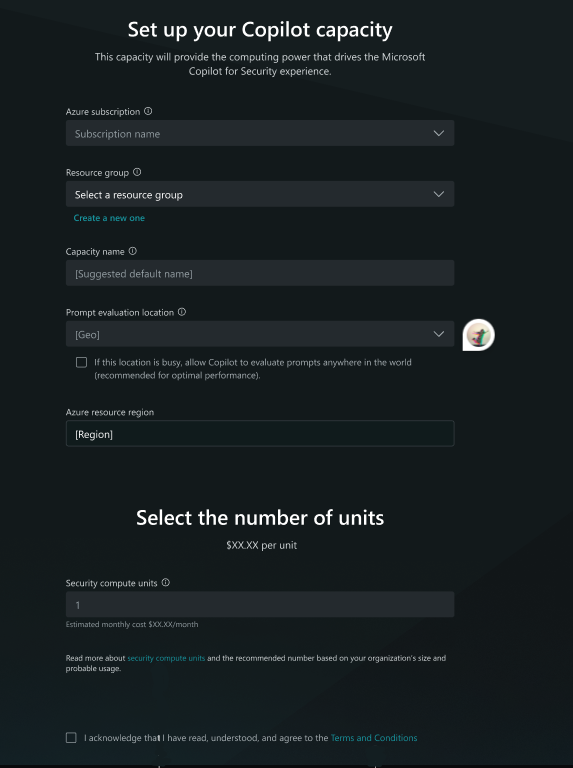 Set up your Copilot capacity
This capacity will provide the computing power that drives the Microsoft
Copilot for Security experience.
Azure subscription
Subscription name
Resource group
Select a resource group
Create a new one
Capacity name
[Suggested default name]
Prompt evaluation location
[Geo]
If this location is busy, allow Copilot to evaluate prompts anywhere in the world
(recommended for optimal performance).
Azure resource region
[Region]
Select the number of units
$XX.XX per unit
Security compute units
1
Estimated monthly cost $XX.XX/month
Read more about security compute units and the recommended number based on your organization's size and
probable usage.
I acknowledge that I have read, understood, and agree to the Terms and Conditions